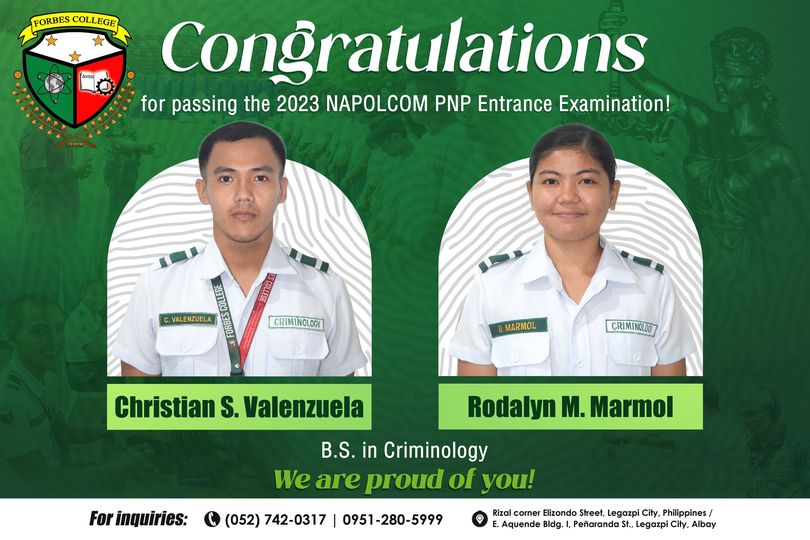 FORBES COLLEGE
Congratulations
for passing the 2023 NAPOLCOM PNP Entrance Examination!
C. VALENZUELA
FORBES COLLEGE
CRIMINOLOGY
R. MARMOL
CRIMINOLOGY
Christian S. Valenzuela
Rodalyn M. Marmol
B.S. in Criminology
We are proud of you!
For inquiries:
(052) 742-0317 | 0951-280-5999
Rizal corner Elizondo Street, Legazpi City, Philippines /
E. Aquende Bldg. I, Peñaranda St., Legazpi City, Albay